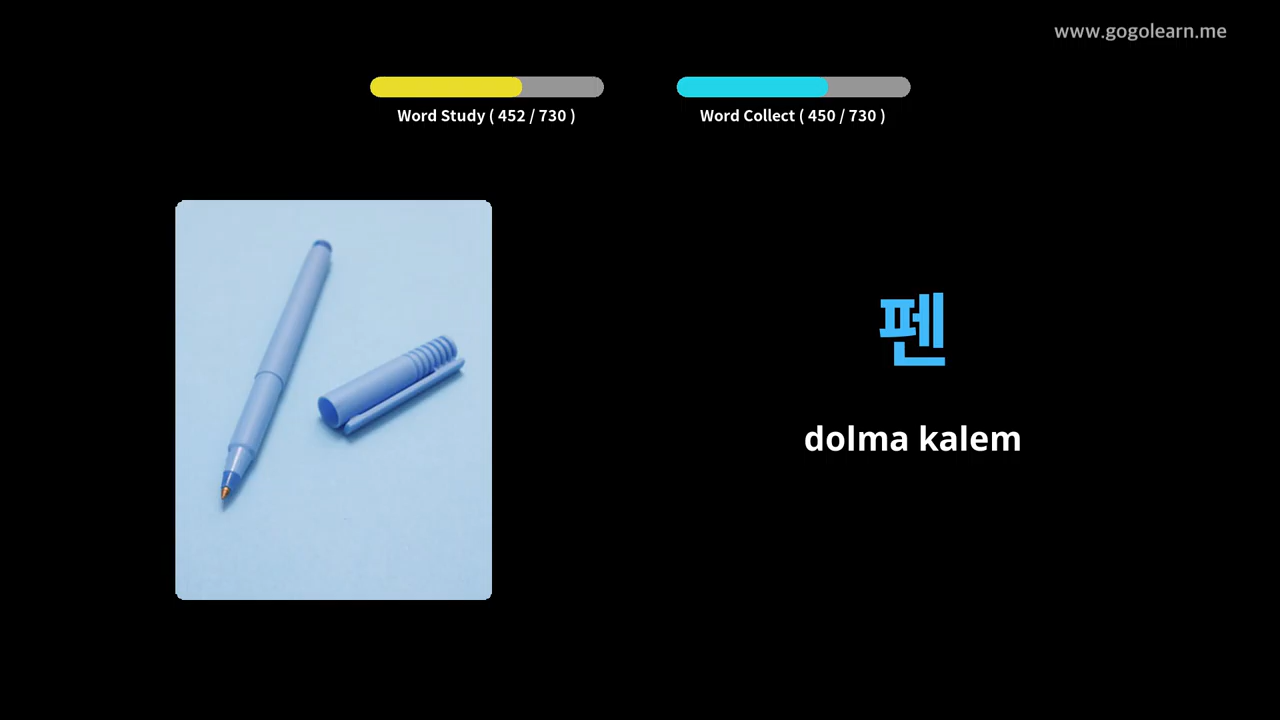 www.gogolearn.me
Word Study ( 452 / 730 )
Word Collect ( 450 / 730 )
펜
dolma kalem